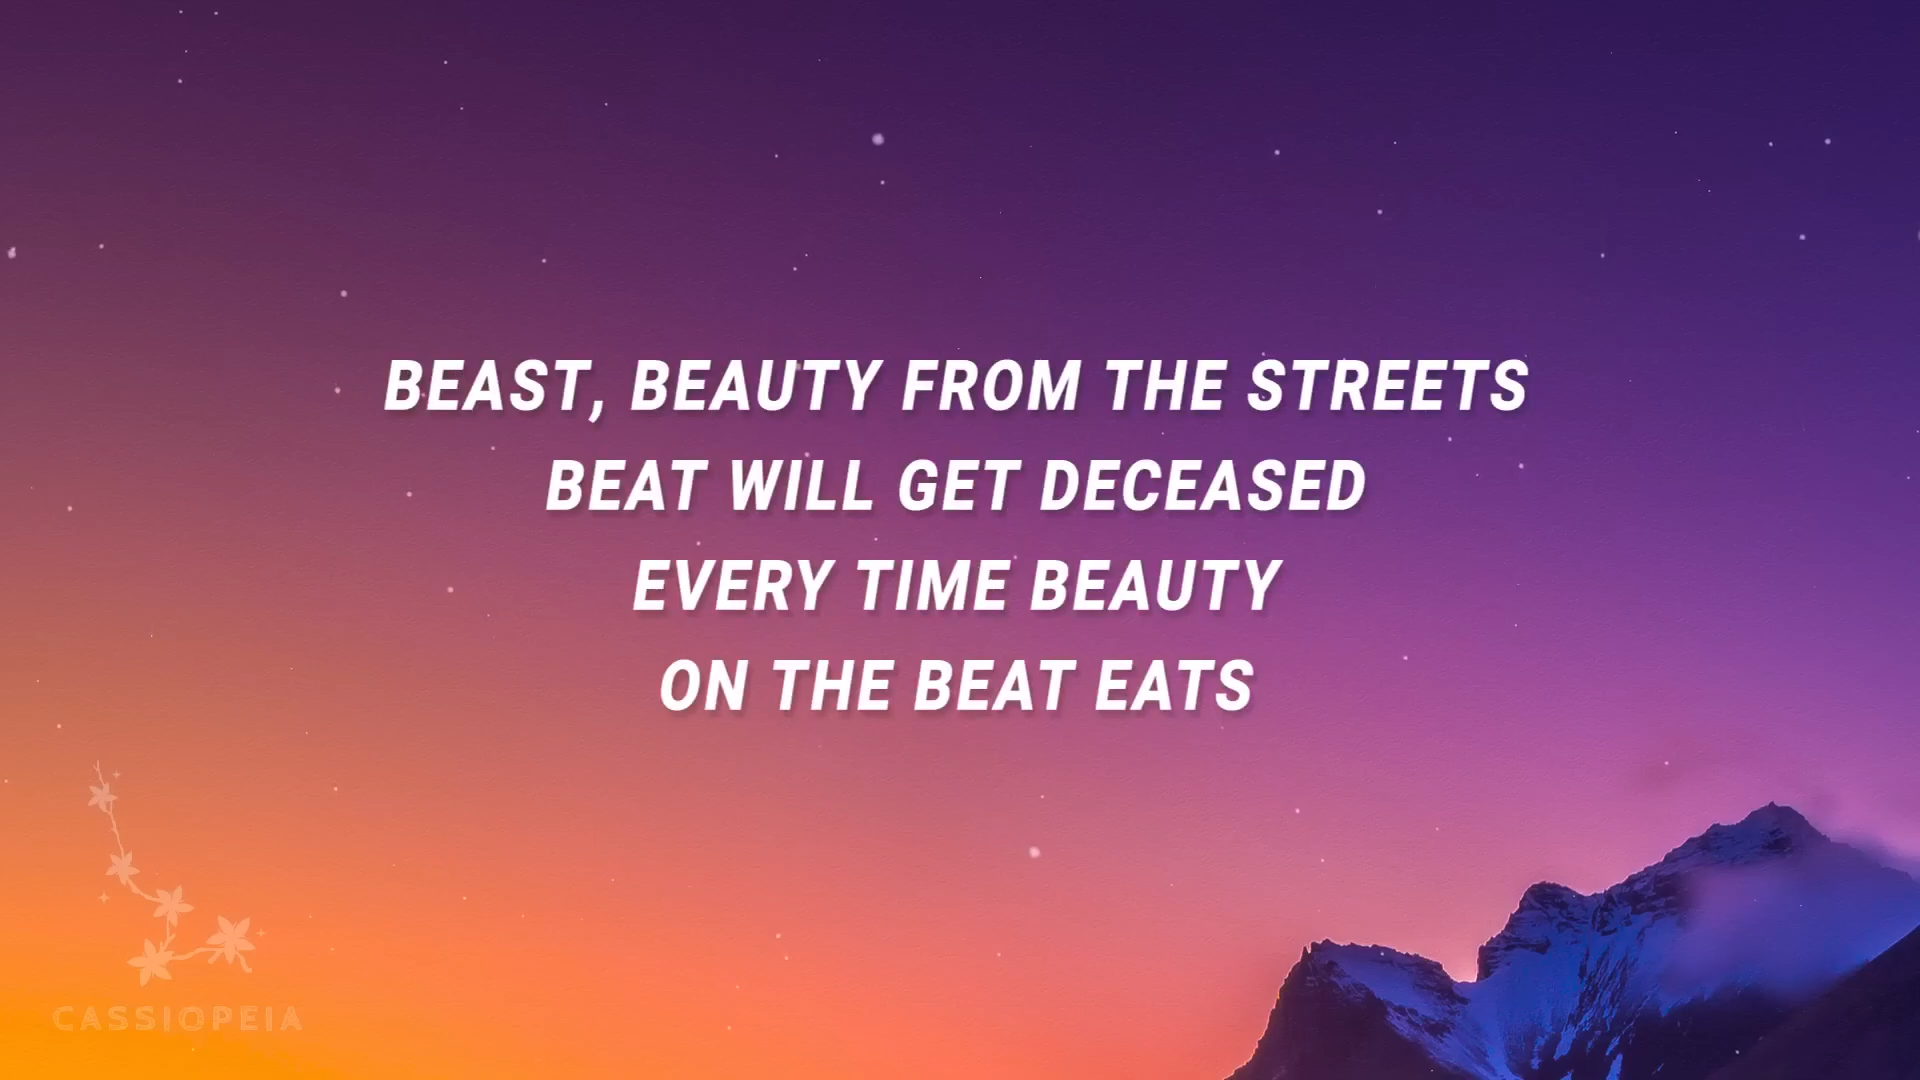 BEAST, BEAUTY FROM THE STREETS
BEAT WILL GET DECEASED
EVERY TIME BEAUTY
ON THE BEAT EATS
CASSIOPEIA